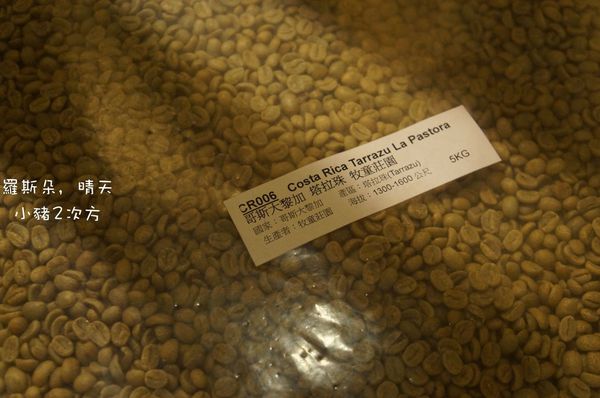 羅斯朵，晴天
小豬2次方
CR006 Costa Rica Tarrazu La Pastora
哥斯大黎加 塔拉珠 牧童莊園 5KG
國家：哥斯大黎加 產區：塔拉珠(Tarrazu)
生產者：牧童莊園 海拔：1300-1600 公尺